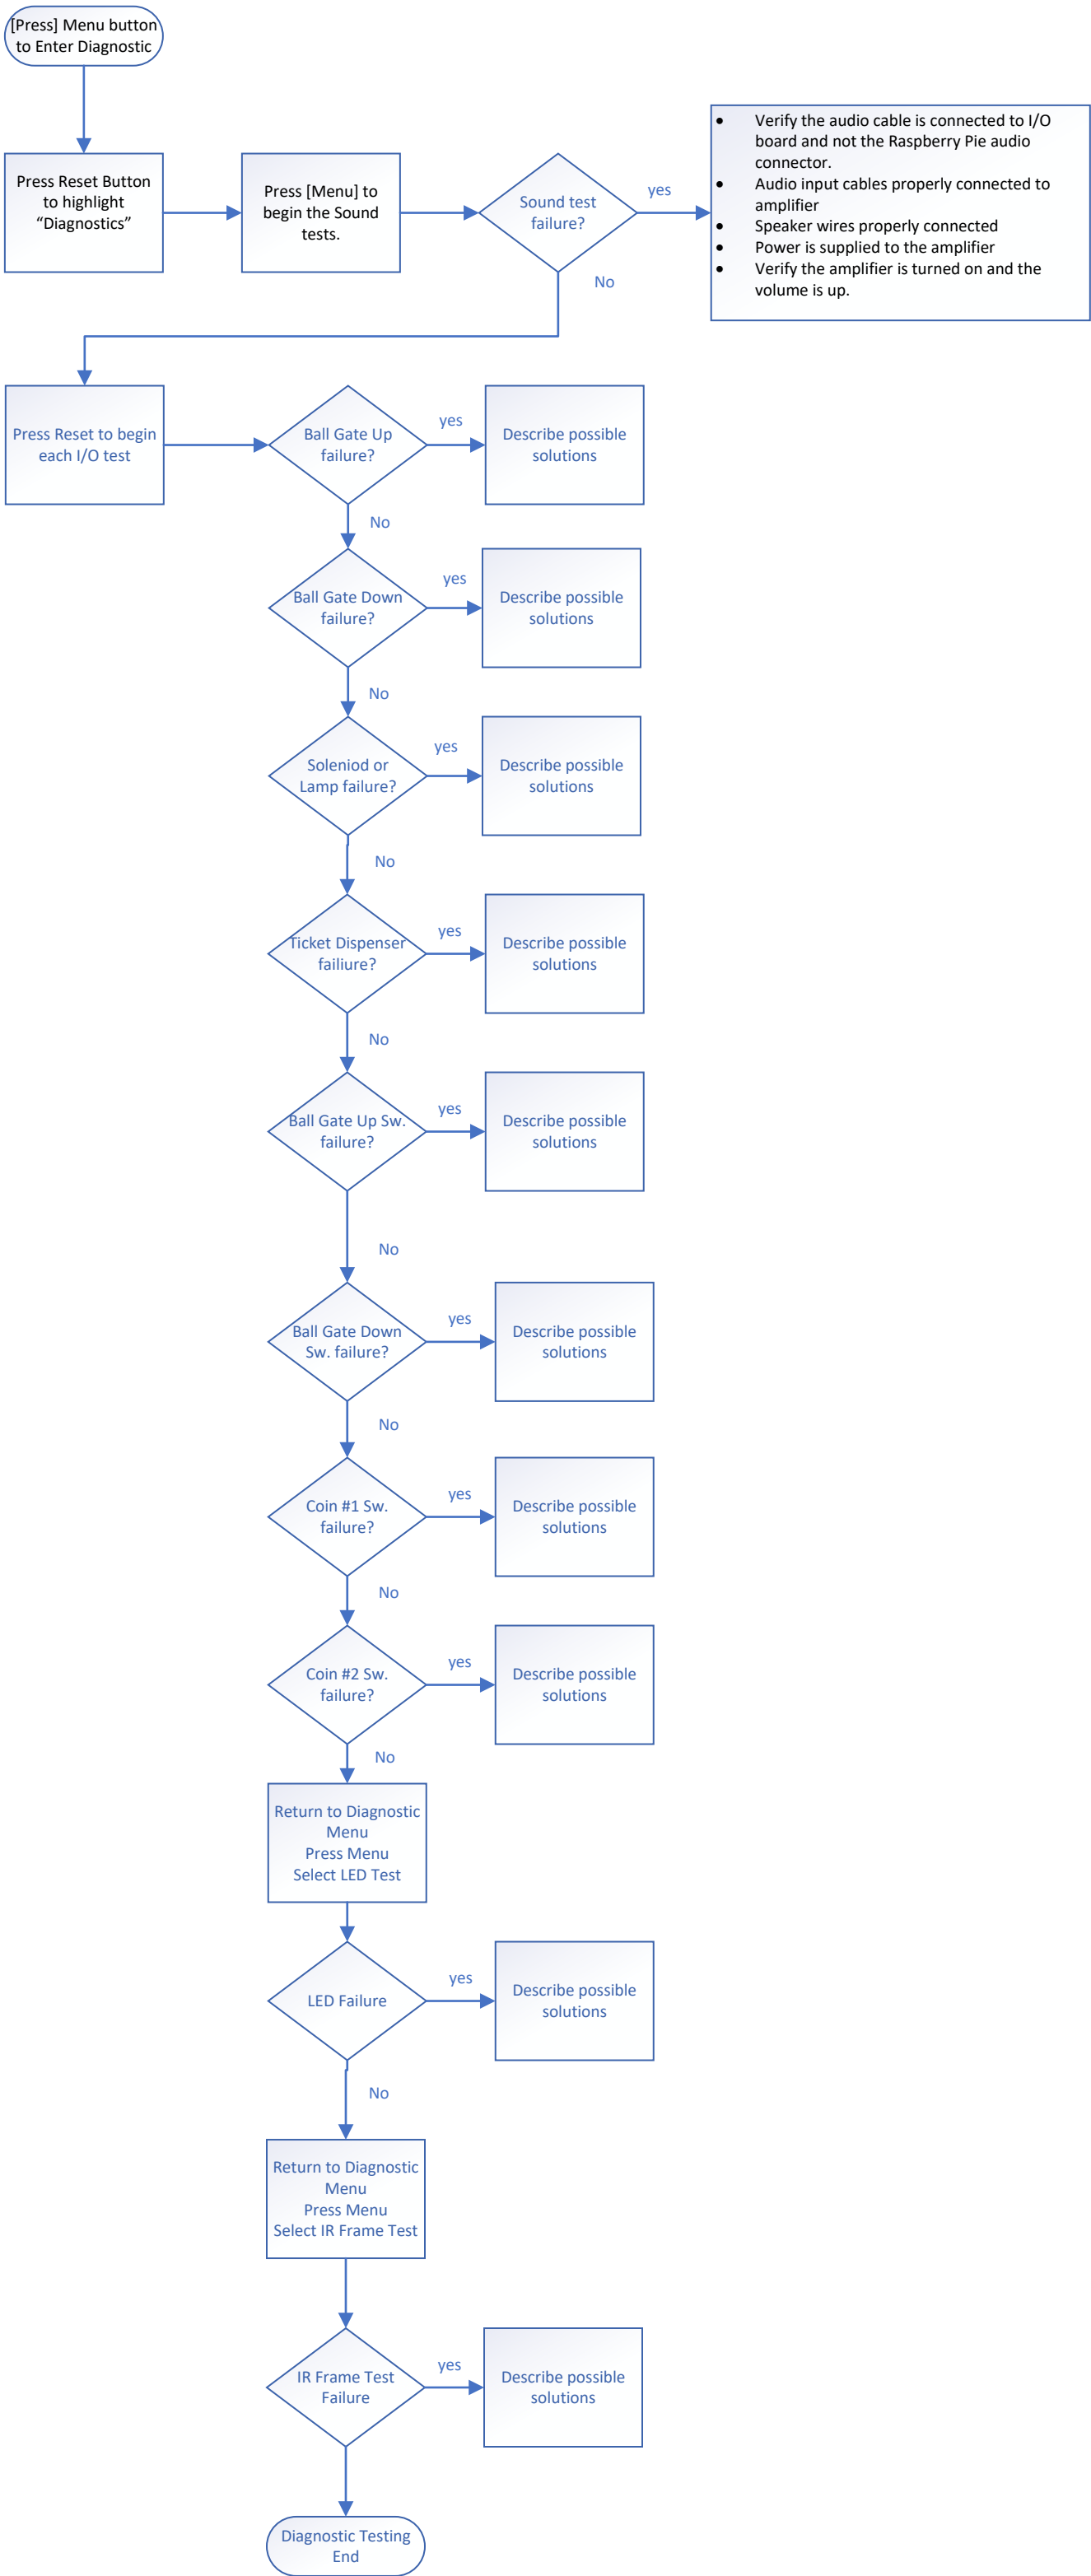 [Press] Menu button
to Enter Diagnostic
Press Reset Button
to highlight
“Diagnostics”
Press [Menu] to
begin the Sound
tests.
Sound test
failure?
yes
• Verify the audio cable is connected to I/O
board and not the Raspberry Pie audio
connector.
• Audio input cables properly connected to
amplifier
• Speaker wires properly connected
• Power is supplied to the amplifier
• Verify the amplifier is turned on and the
volume is up.
No
Press Reset to begin
each I/O test
Ball Gate Up
failure?
yes
Describe possible
solutions
No
Ball Gate Down
failure?
yes
Describe possible
solutions
No
Soleniod or
Lamp failure?
yes
Describe possible
solutions
No
Ticket Dispenser
failiure?
yes
Describe possible
solutions
No
Ball Gate Up Sw.
failure?
yes
Describe possible
solutions
No
Ball Gate Down
Sw. failure?
yes
Describe possible
solutions
No
Coin #1 Sw.
failure?
yes
Describe possible
solutions
No
Coin #2 Sw.
failure?
yes
Describe possible
solutions
No
Return to Diagnostic
Menu
Press Menu
Select LED Test
LED Failure
yes
Describe possible
solutions
No
Return to Diagnostic
Menu
Press Menu
Select IR Frame Test
IR Frame Test
Failure
yes
Describe possible
solutions
Diagnostic Testing
End